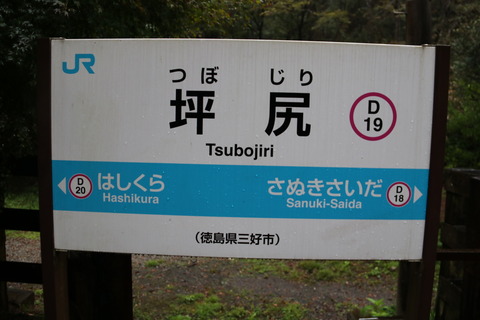 JR
つぼ じり
坪 尻
Tsubojiri
D
19
D
20
はしくら
Hashikura
さぬきさいだ
Sanuki-Saida
D
18
（徳島県三好市）